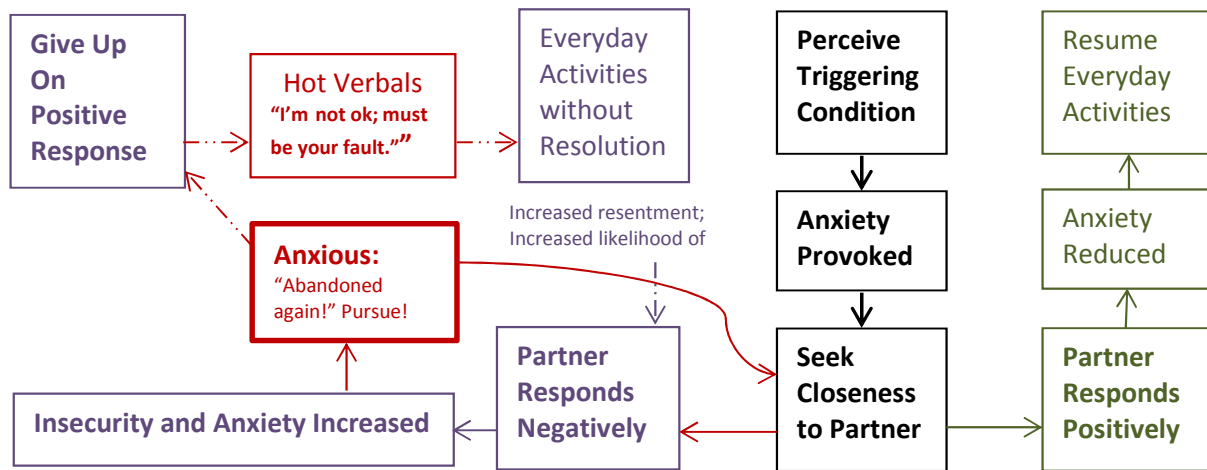 Give Up
On
Positive
Response
Hot Verbals
“I’m not ok; must
be your fault.””
Everyday
Activities
without
Resolution
Perceive
Triggering
Condition
Resume
Everyday
Activities
Increased resentment;
Increased likelihood of
Anxiety
Provoked
Anxiety
Reduced
Anxious:
“Abandoned
again!” Pursue!
Partner
Responds
Negatively
Seek
Closeness
to Partner
Partner
Responds
Positively
Insecurity and Anxiety Increased